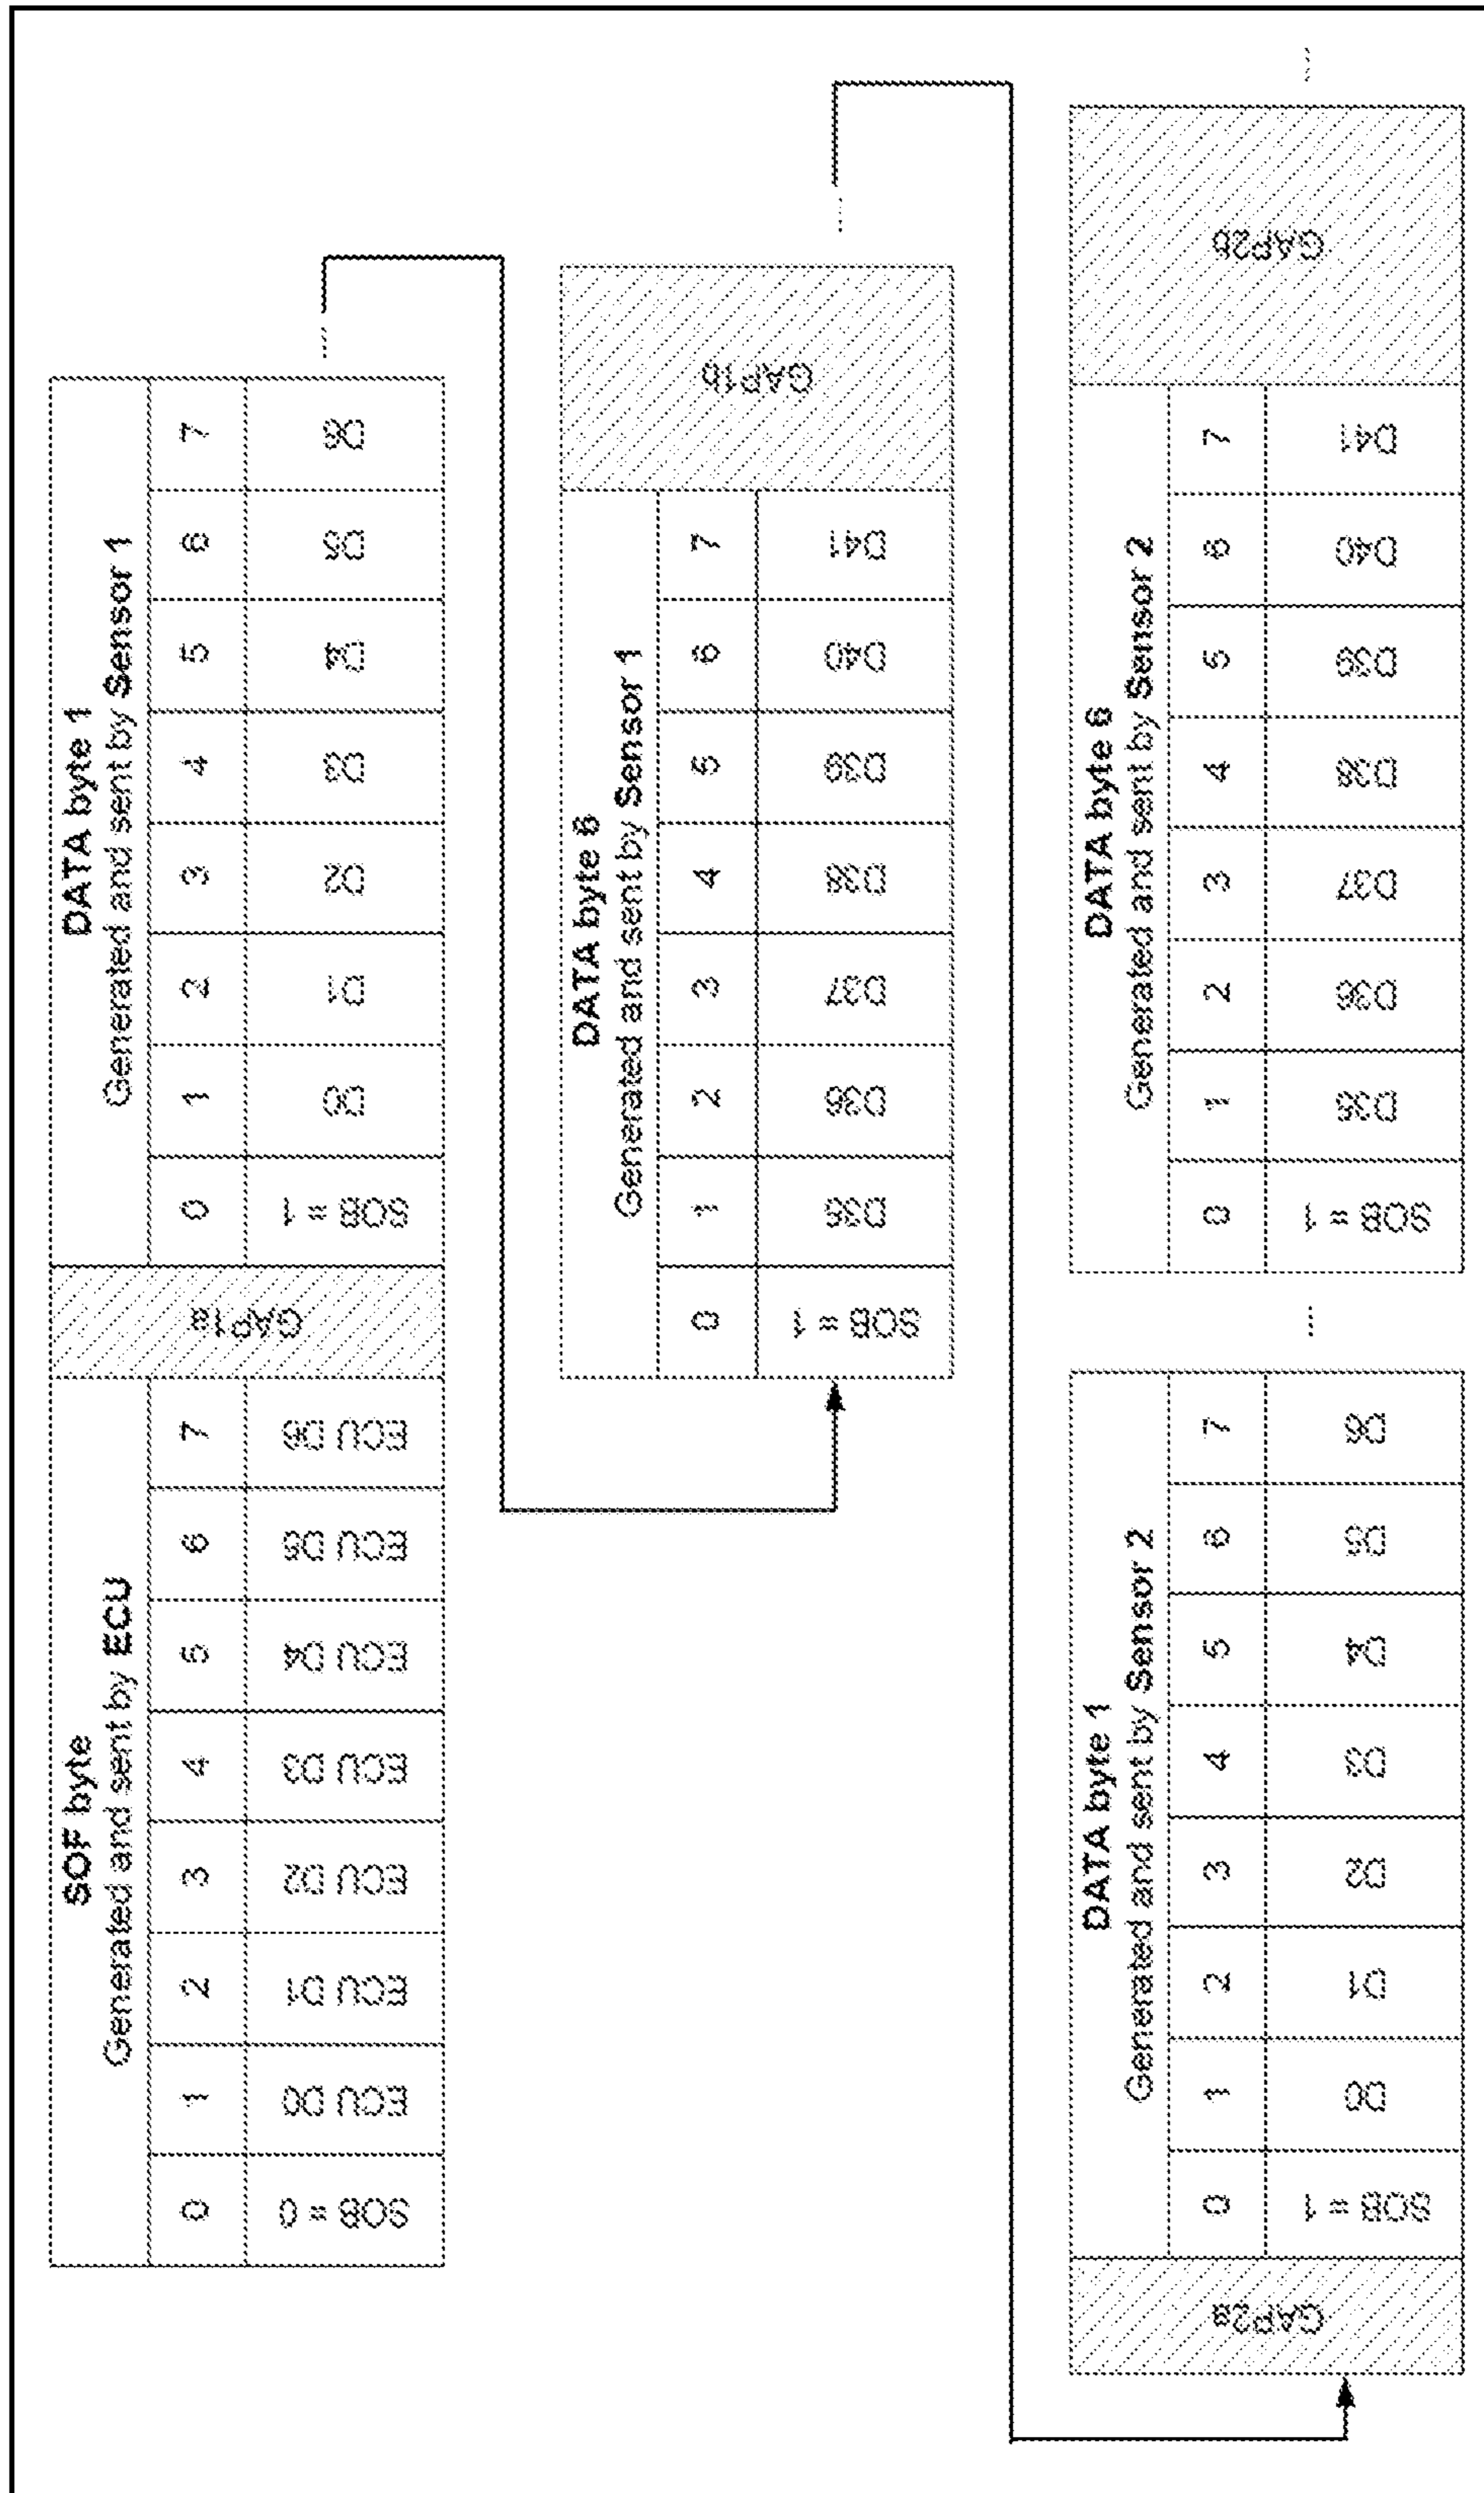 SOF byte
Generated and sent by ECU
0 1 2 3 4 5 6 7
SOB = 0 ECU D0 ECU D1 ECU D2 ECU D3 ECU D4 ECU D5 ECU D6
GAP1a
DATA byte 1
Generated and sent by Sensor 1
0 1 2 3 4 5 6 7
SOB = 1 D0 D1 D2 D3 D4 D5 D6
....
DATA byte 6
Generated and sent by Sensor 1
0 1 2 3 4 5 6 7
SOB = 1 D35 D36 D37 D38 D39 D40 D41
GAP1b
....
GAP2a
DATA byte 1
Generated and sent by Sensor 2
0 1 2 3 4 5 6 7
SOB = 1 D0 D1 D2 D3 D4 D5 D6
....
DATA byte 6
Generated and sent by Sensor 2
0 1 2 3 4 5 6 7
SOB = 1 D35 D36 D37 D38 D39 D40 D41
GAP2b
....